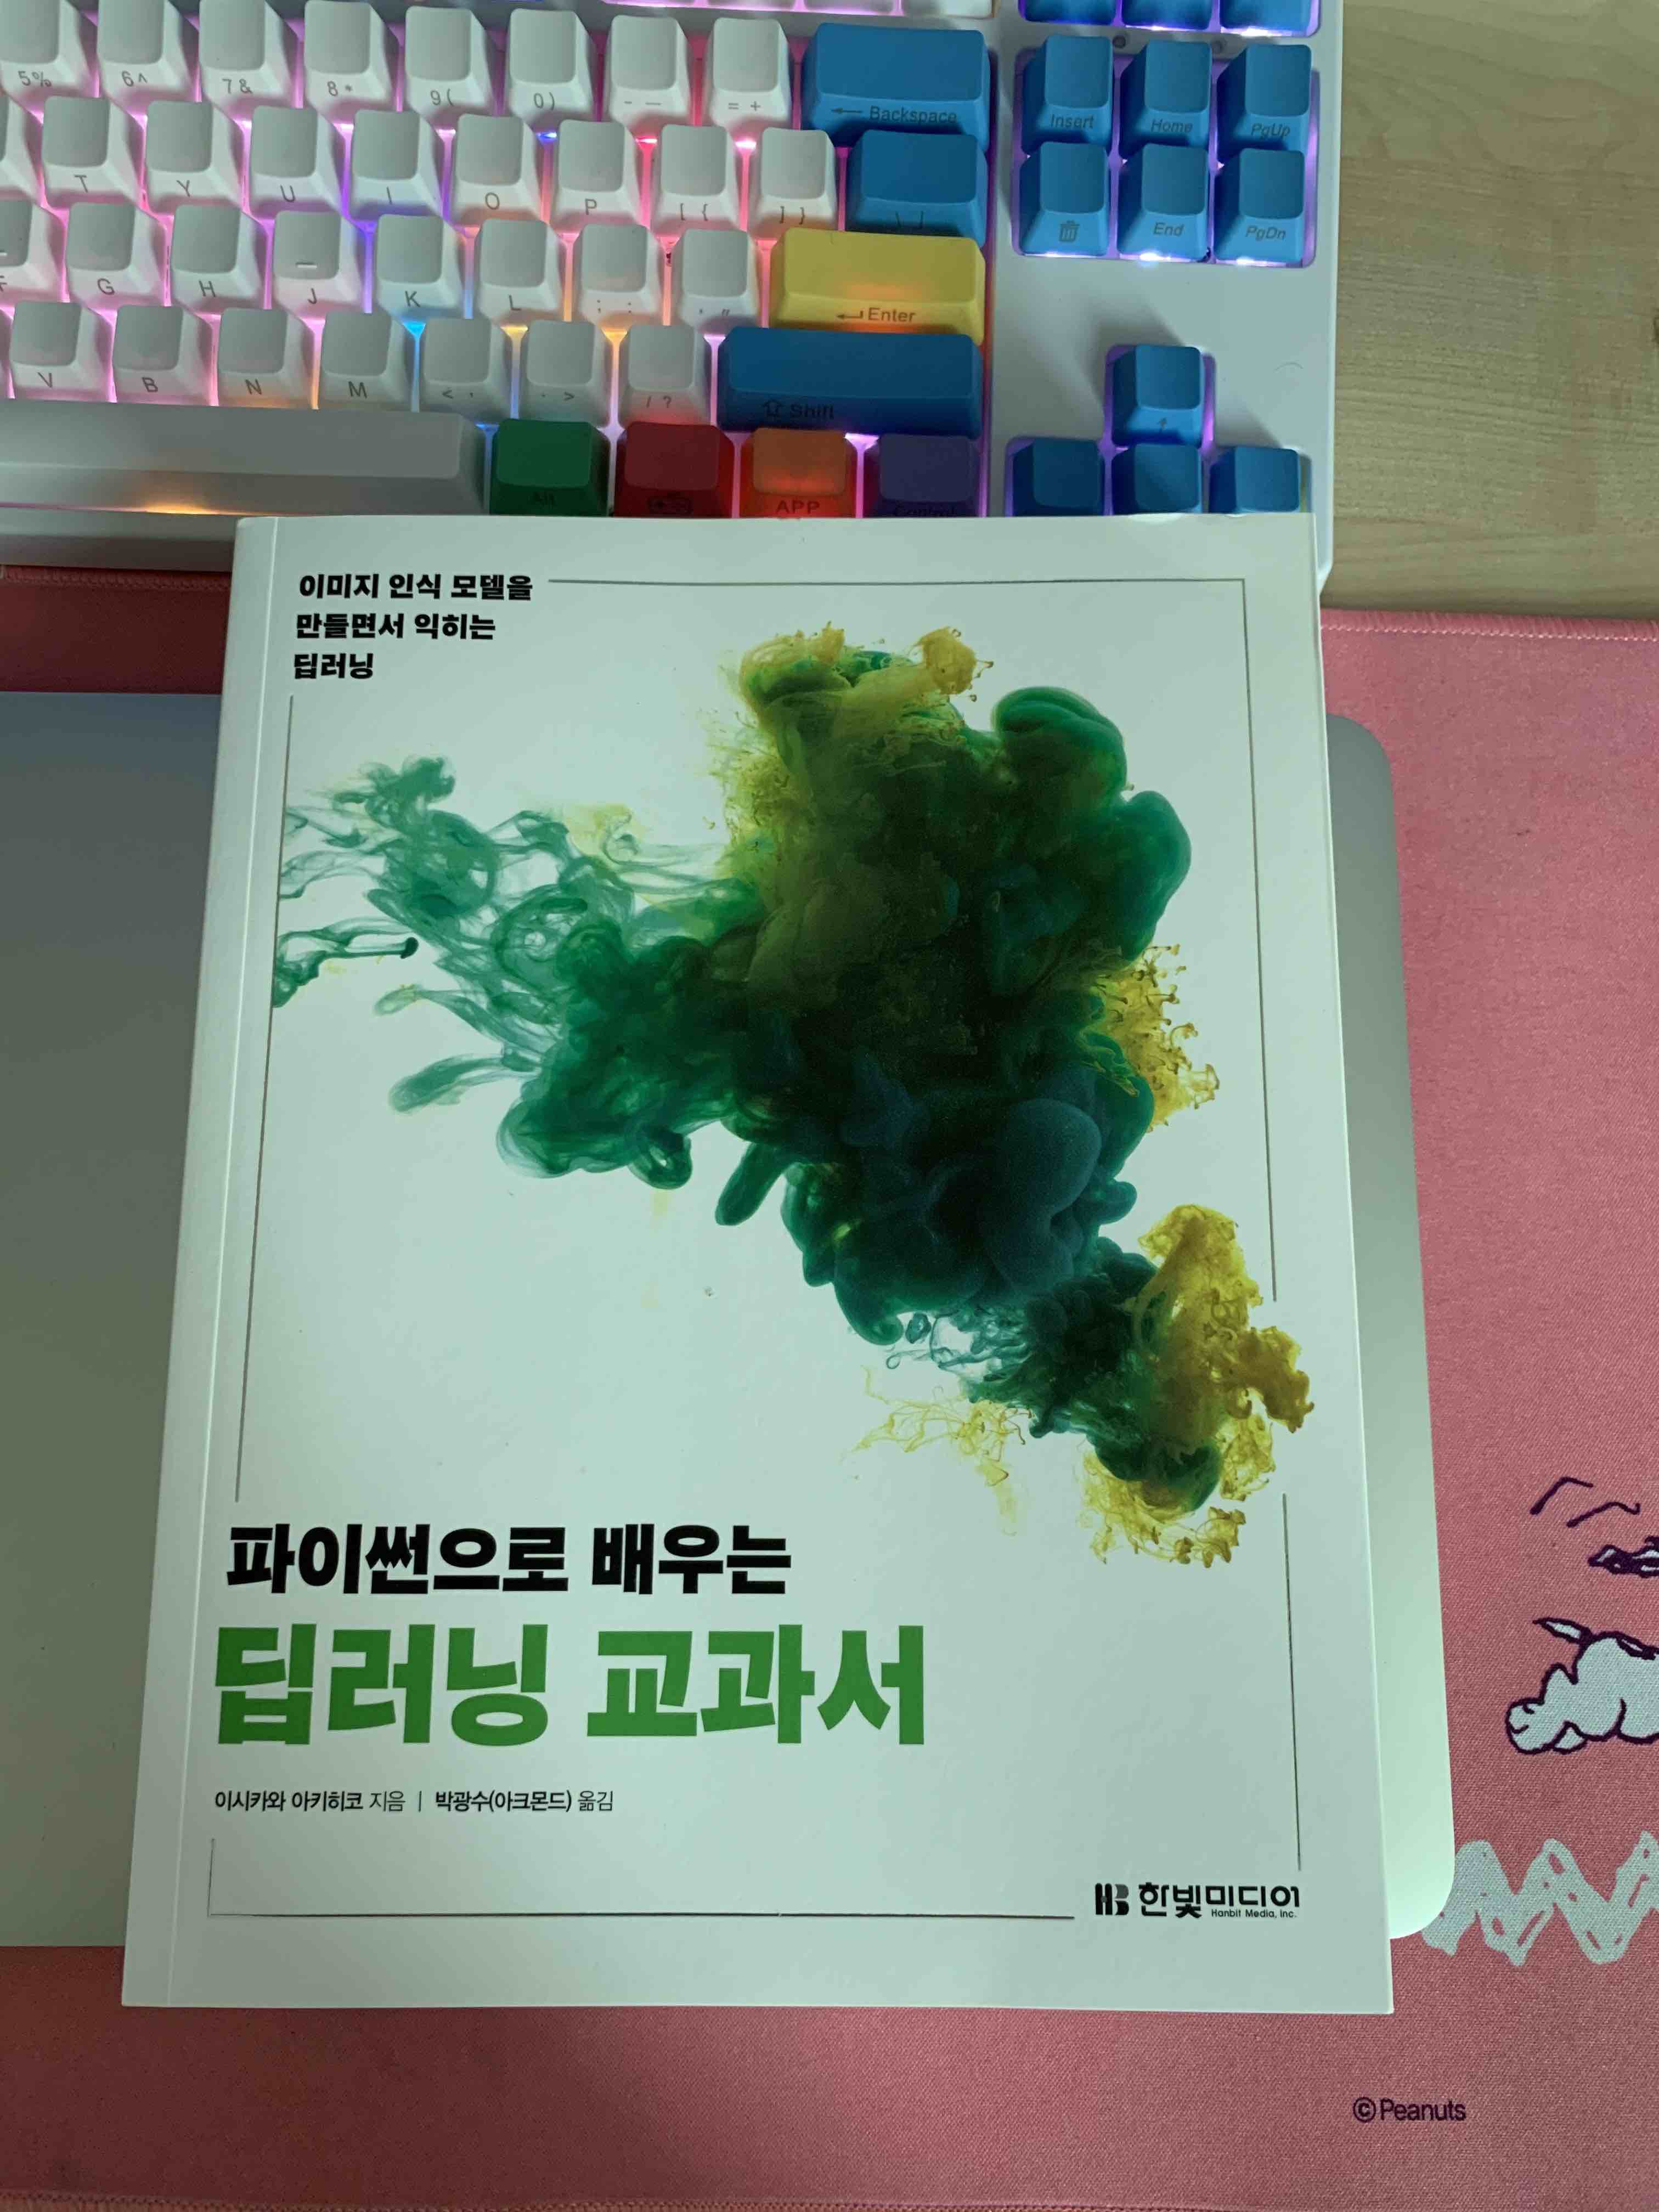 5% 6^ 7& 8* 9( 0) - — = + ← Backspace Insert Home PgUp
T Y U I O P [ { ] } \ | End PgDn
F G H J K L ; : ' " ↵ Enter
V B N M < , . > / ? ⇧ Shift ↑
Alt APP Control
이미지 인식 모델을
만들면서 익히는
딥러닝
파이썬으로 배우는
딥러닝 교과서
이시카와 아키히코 지음 | 박광수(아크몬드) 옮김
HB 한빛미디어
Hanbit Media, Inc.
©Peanuts